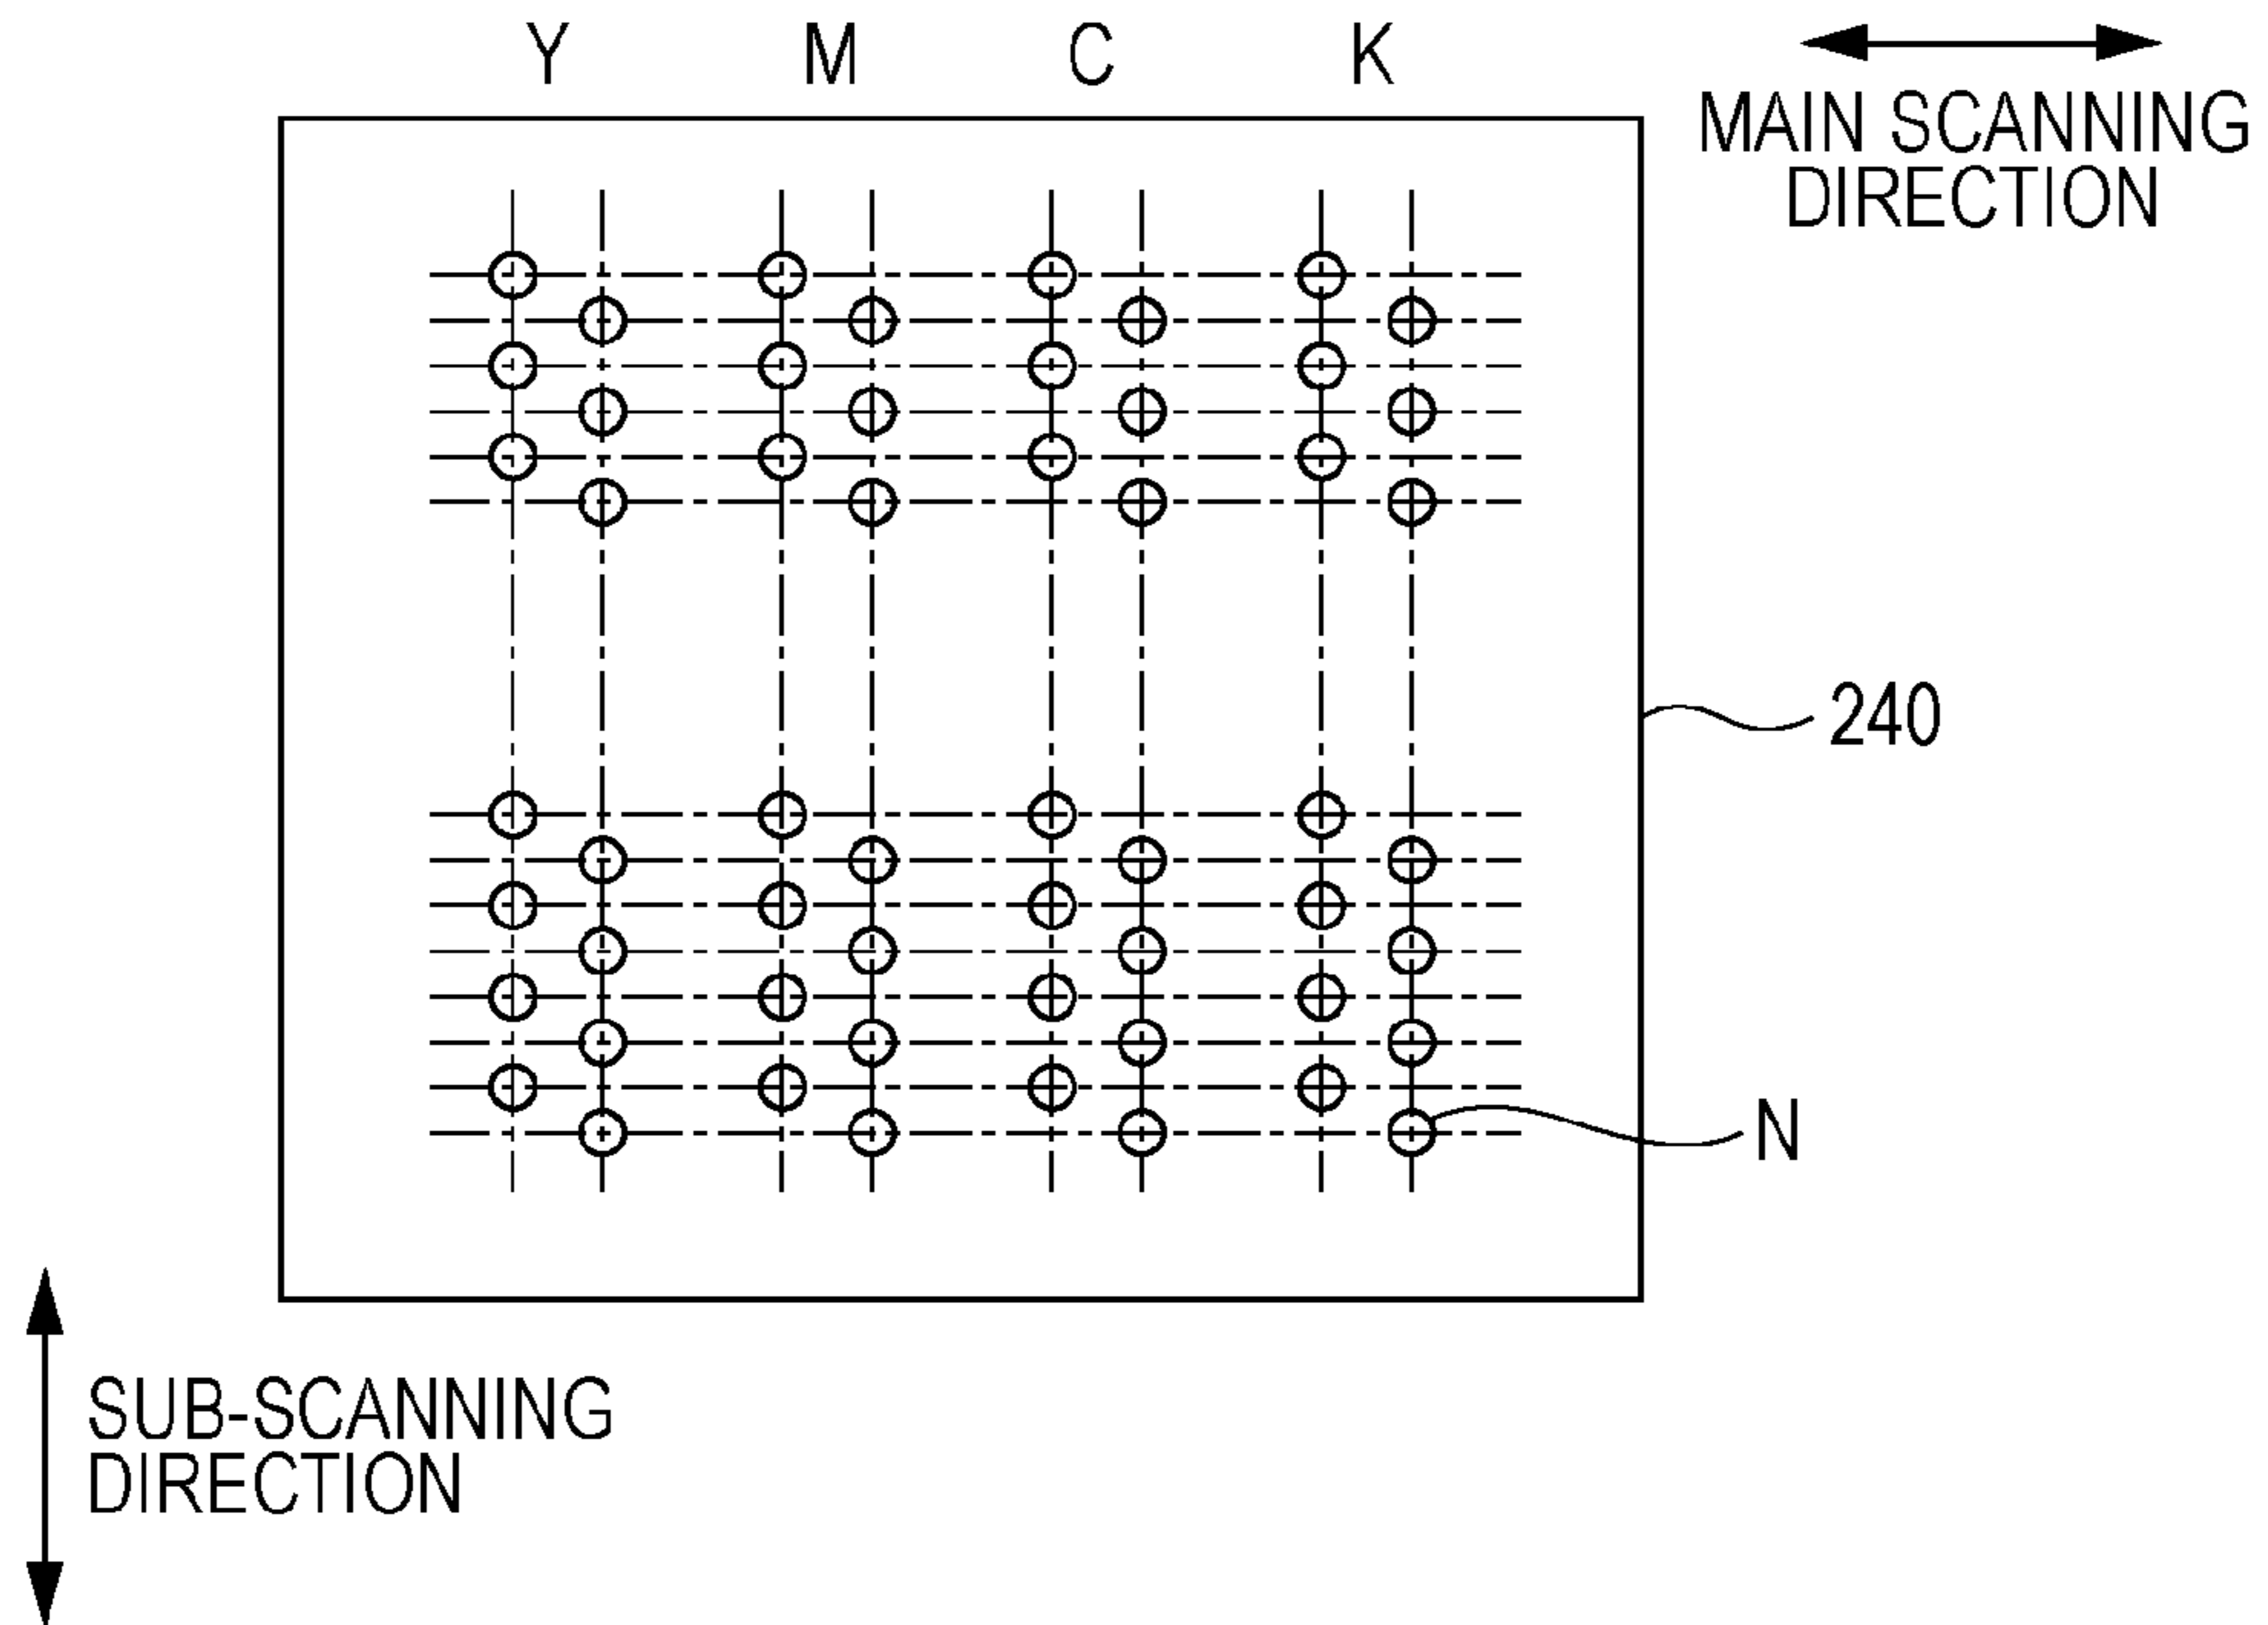 Y M C K
MAIN SCANNING
DIRECTION
240
N
SUB-SCANNING
DIRECTION